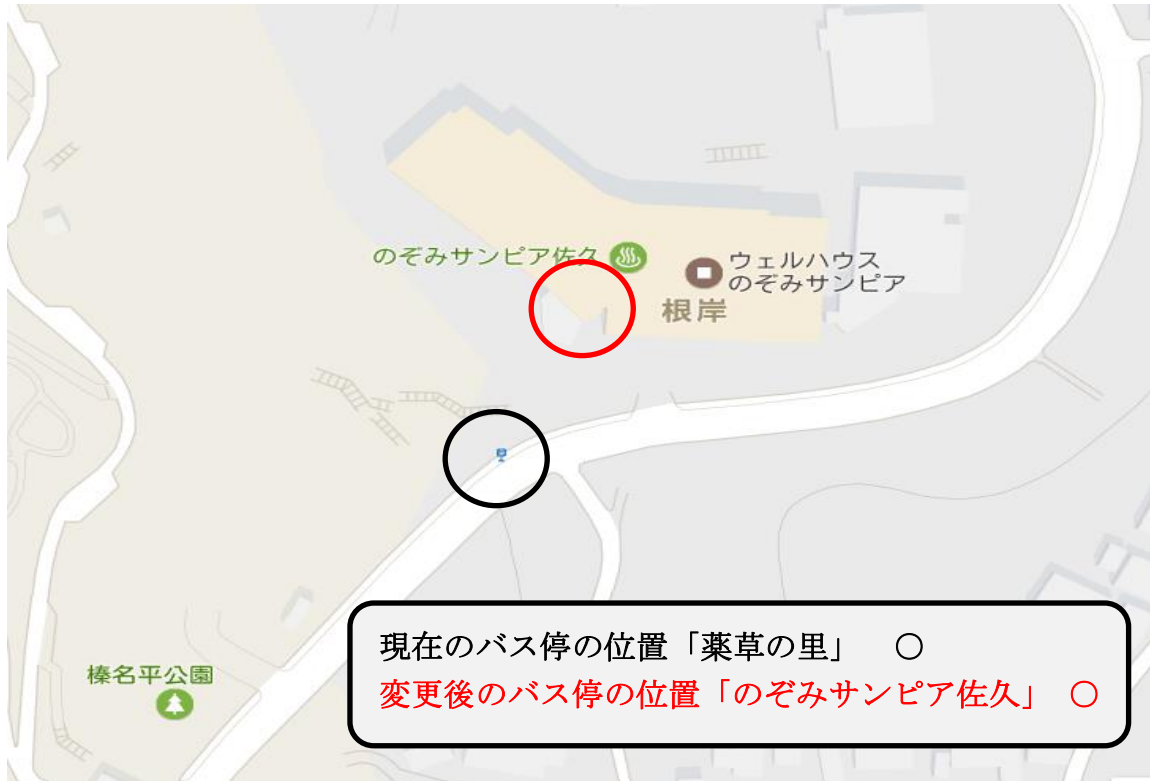 のぞみサンピア佐久
ウェルハウス
のぞみサンピア
根岸
榛名平公園
現在のバス停の位置「薬草の里」 〇
変更後のバス停の位置「のぞみサンピア佐久」 〇